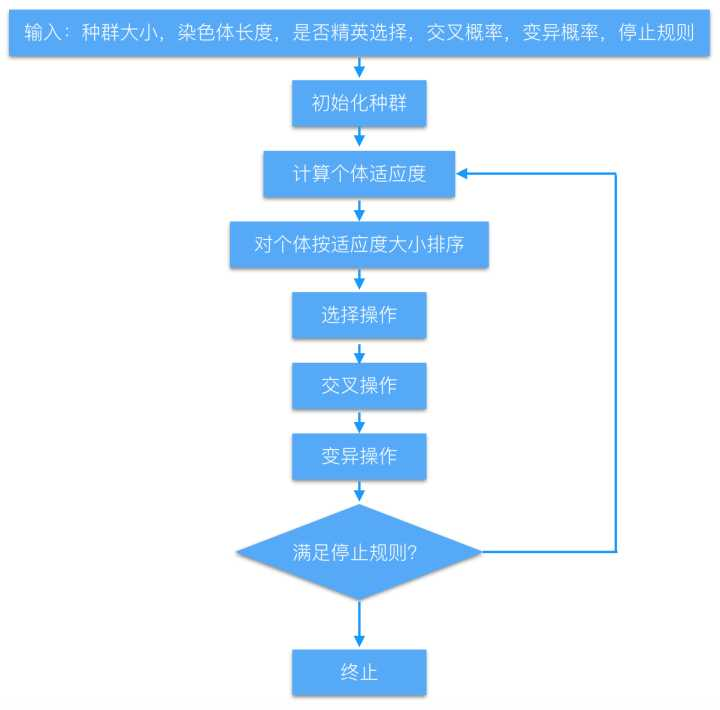 输入：种群大小，染色体长度，是否精英选择，交叉概率，变异概率，停止规则
初始化种群
计算个体适应度
对个体按适应度大小排序
选择操作
交叉操作
变异操作
满足停止规则?
终止